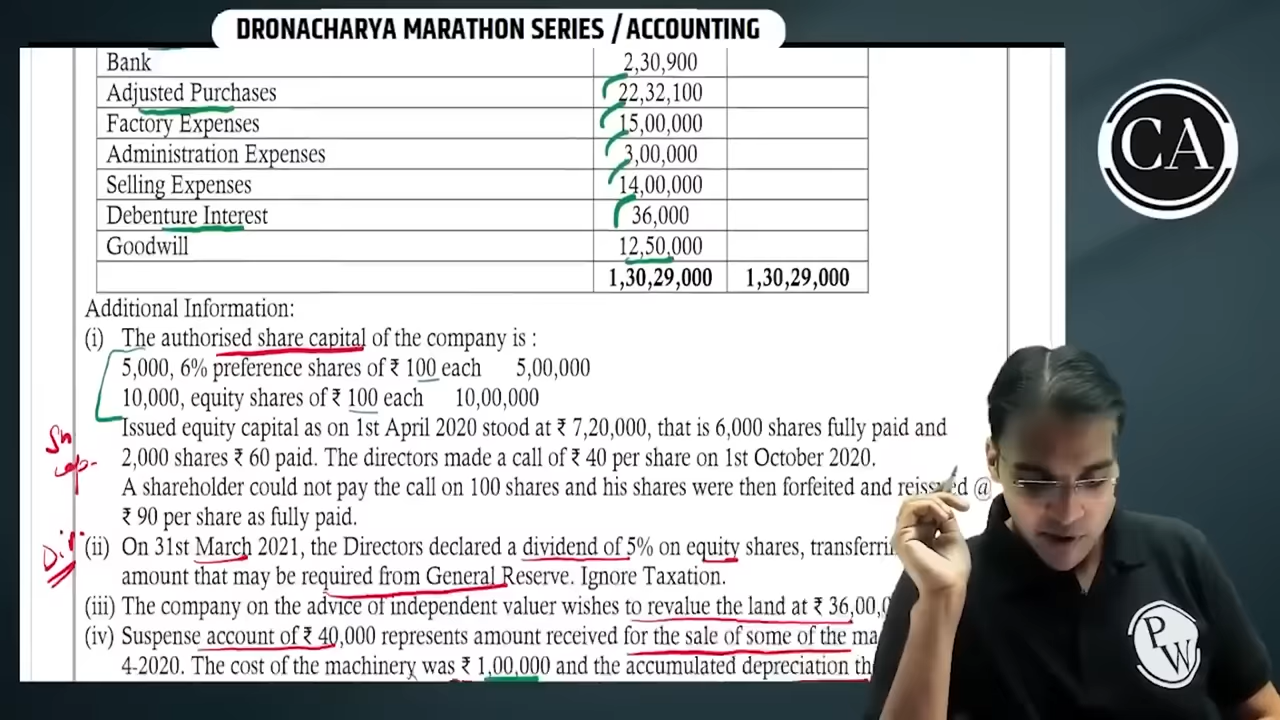 DRONACHARYA MARATHON SERIES / ACCOUNTING
Bank 2,30,900
Adjusted Purchases 22,32,100
Factory Expenses 15,00,000
Administration Expenses 3,00,000
Selling Expenses 14,00,000
Debenture Interest 36,000
Goodwill 12,50,000
1,30,29,000 1,30,29,000
CA
Additional Information:
(i) The authorised share capital of the company is :
5,000, 6% preference shares of ₹ 100 each 5,00,000
10,000, equity shares of ₹ 100 each 10,00,000
Issued equity capital as on 1st April 2020 stood at ₹ 7,20,000, that is 6,000 shares fully paid and
2,000 shares ₹ 60 paid. The directors made a call of ₹ 40 per share on 1st October 2020.
A shareholder could not pay the call on 100 shares and his shares were then forfeited and reissued @
₹ 90 per share as fully paid.
(ii) On 31st March 2021, the Directors declared a dividend of 5% on equity shares,
amount that may be required from General Reserve. Ignore Taxation.
(iii) The company on the advice of independent valuer wishes to revalue the land at
(iv) Suspense account of ₹ 40,000 represents amount received for the sale of some of the
4-2020. The cost of the machinery was ₹ 1,00,000 and the accumulated depreciation
Sh
cap.
Div.
PW